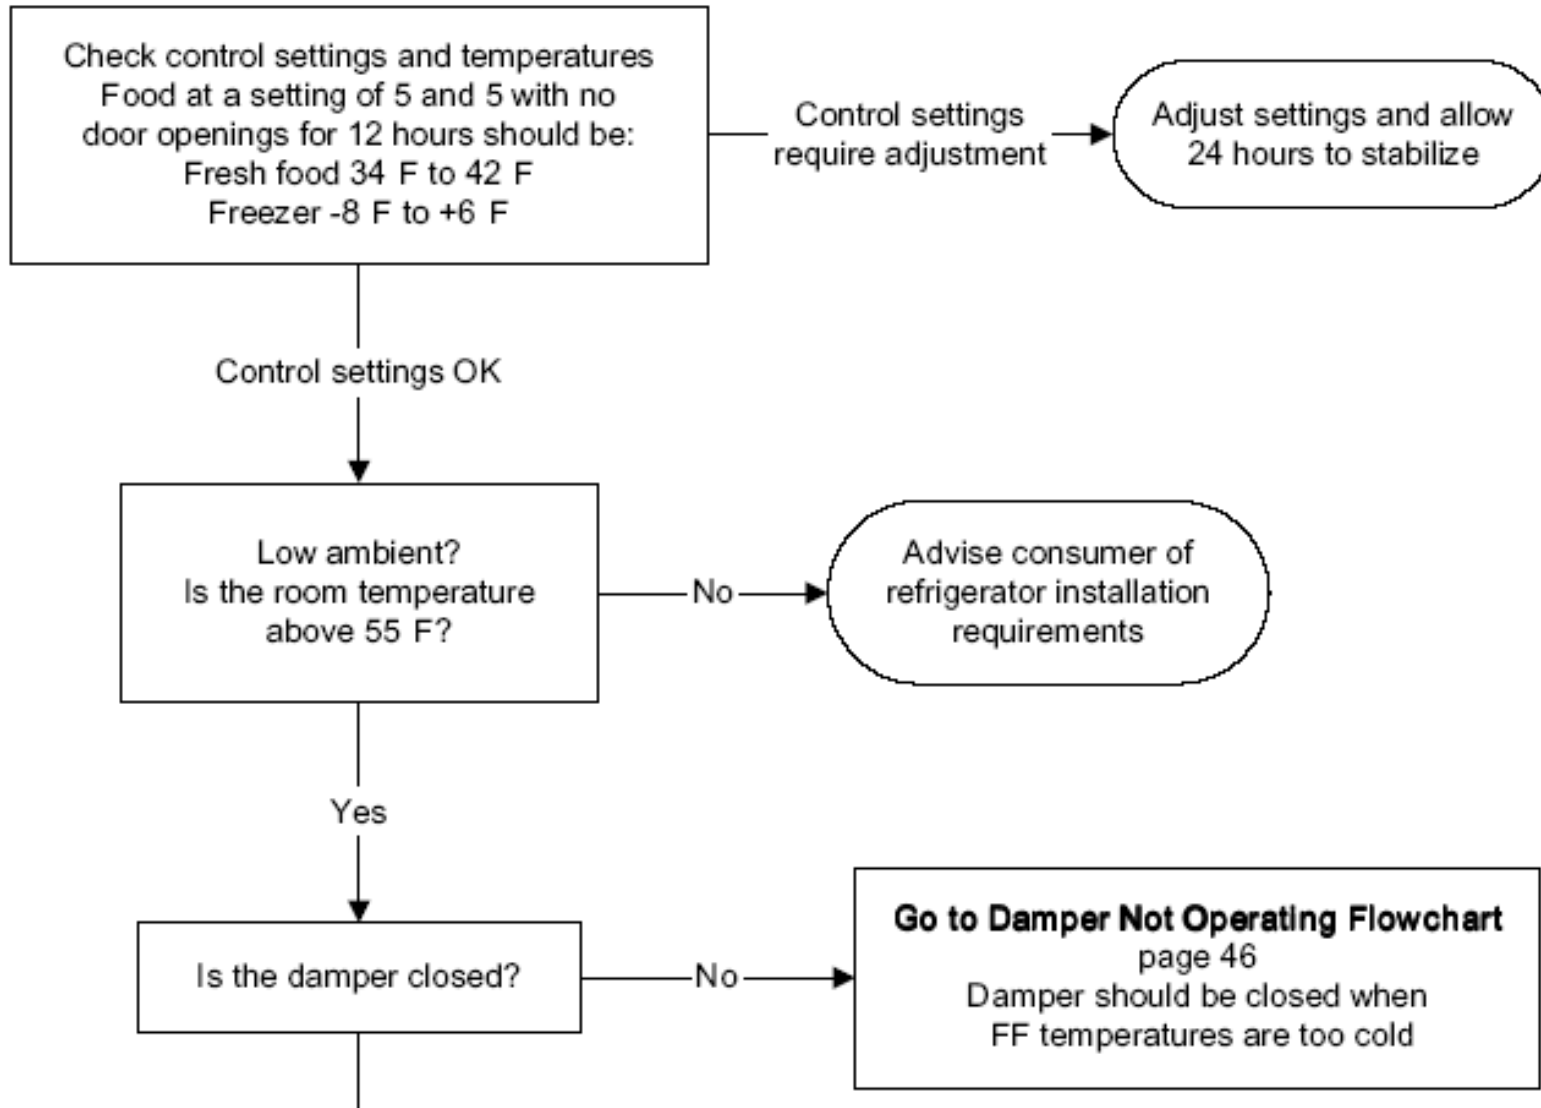 Check control settings and temperatures
Food at a setting of 5 and 5 with no
door openings for 12 hours should be:
Fresh food 34 F to 42 F
Freezer -8 F to +6 F
Control settings
require adjustment
Adjust settings and allow
24 hours to stabilize
Control settings OK
Low ambient?
Is the room temperature
above 55 F?
No
Advise consumer of
refrigerator installation
requirements
Yes
Is the damper closed?
No
Go to Damper Not Operating Flowchart
page 46
Damper should be closed when
FF temperatures are too cold